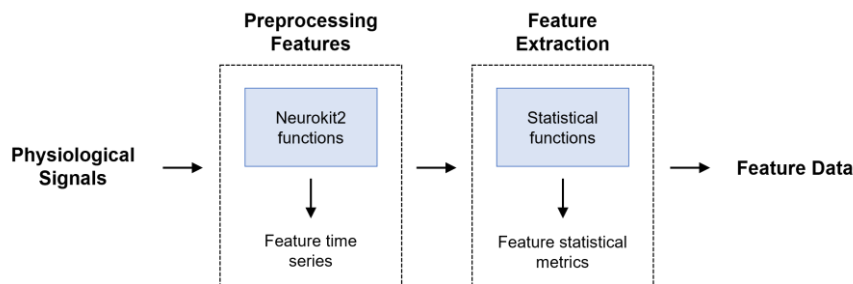 Preprocessing
Features
Feature
Extraction
Neurokit2
functions
Statistical
functions
Physiological
Signals
Feature Data
Feature time
series
Feature statistical
metrics